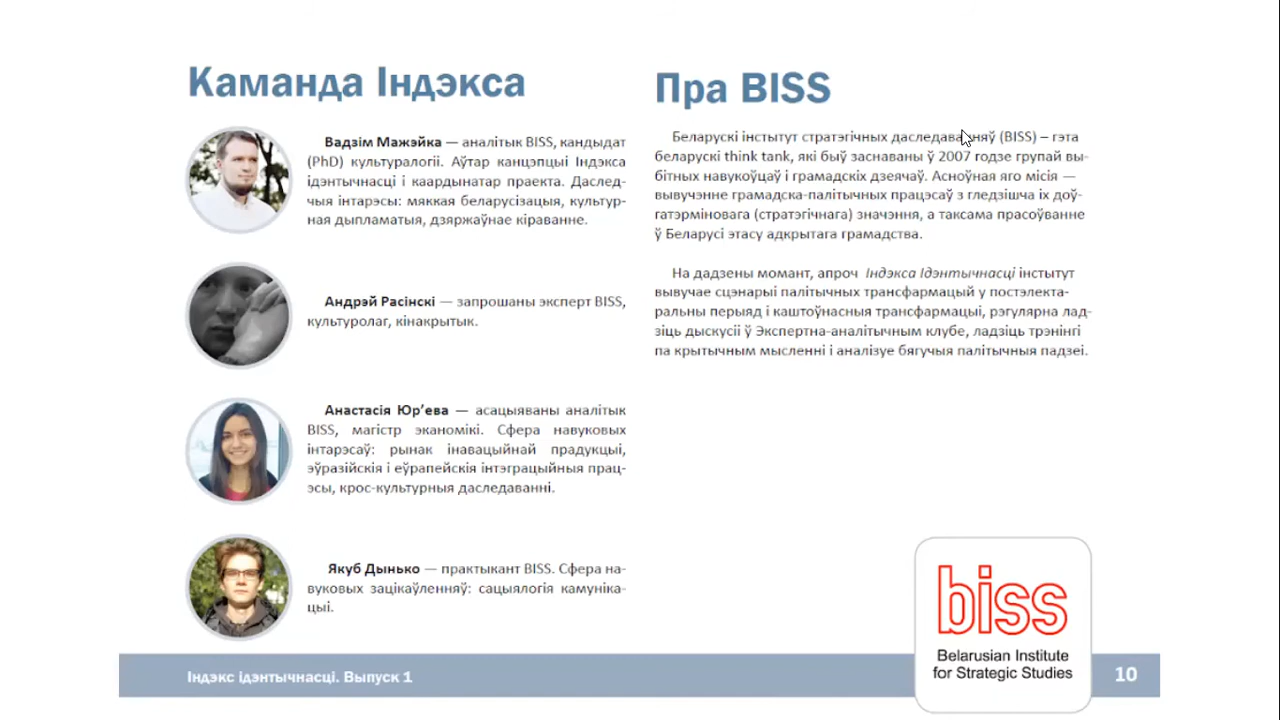 Каманда Індэкса
Вадзім Мажэйка — аналітык BISS, кандыдат
(PhD) культуралогіі. Аўтар канцэпцыі Індэкса
ідэнтычнасці і каардынатар праекта. Даслед-
чыя інтарэсы: мяккая беларусізацыя, культур-
ная дыпламатыя, дзяржаўнае кіраванне.
Андрэй Расінскі — запрошаны эксперт BISS,
культуролаг, кінакрытык.
Анастасія Юр’ева — асацыяваны аналітык
BISS, магістр эканомікі. Сфера навуковых
інтарэсаў: рынак інавацыйнай прадукцыі,
эўразійскія і еўрапейскія інтэграцыйныя прац-
эсы, крос-культурныя даследаванні.
Якуб Дынько — практыкант BISS. Сфера на-
вуковых зацікаўленняў: сацыялогія камуніка-
цыі.
Пра BISS
Беларускі інстытут стратэгічных даследаванняў (BISS) – гэта
беларускі think tank, які быў заснаваны ў 2007 годзе групай вы-
бітных навукоўцаў і грамадскіх дзеячаў. Асноўная яго місія —
вывучэнне грамадска-палітычных працэсаў з гледзішча іх доў-
гатэрміновага (стратэгічнага) значэння, а таксама прасоўванне
ў Беларусі этасу адкрытага грамадства.
На дадзены момант, апроч Індэкса Ідэнтычнасці інстытут
вывучае сцэнарыі палітычных трансфармацый у постэлекта-
ральны перыяд і каштоўнасныя трансфармацыі, рэгулярна лад-
зіць дыскусіі ў Экспертна-аналітычным клубе, ладзіць трэнінгі
па крытычным мысленні і аналізуе бягучыя палітычныя падзеі.
biss
Belarusian Institute
for Strategic Studies
Індэкс ідэнтычнасці. Выпуск 1
10